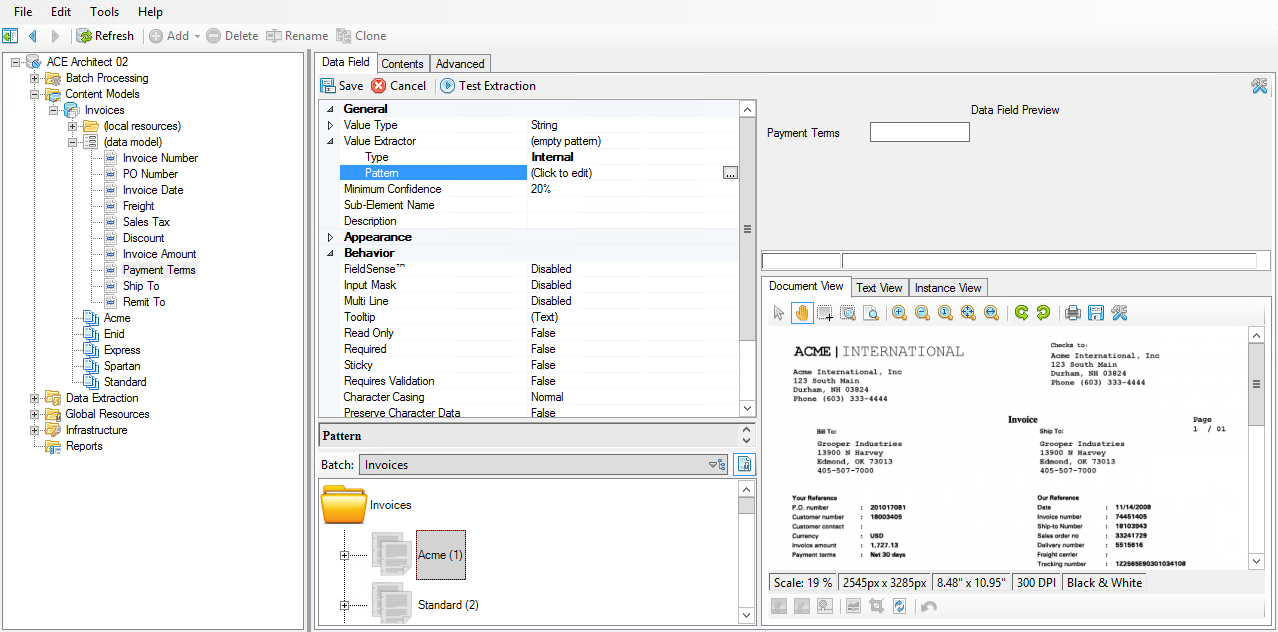 File Edit Tools Help
Refresh Add Delete Rename Clone
ACE Architect 02
Batch Processing
Content Models
Invoices
(local resources)
(data model)
Invoice Number
PO Number
Invoice Date
Freight
Sales Tax
Discount
Invoice Amount
Payment Terms
Ship To
Remit To
Acme
Enid
Express
Spartan
Standard
Data Extraction
Global Resources
Infrastructure
Reports
Data Field Contents Advanced
Save Cancel Test Extraction
General
Value Type String
Value Extractor (empty pattern)
Type Internal
Pattern (Click to edit) ...
Minimum Confidence 20%
Sub-Element Name
Description
Appearance
Behavior
FieldSense™ Disabled
Input Mask Disabled
Multi Line Disabled
Tooltip (Text)
Read Only False
Required False
Sticky False
Requires Validation False
Character Casing Normal
Preserve Character Data False
Pattern
Batch: Invoices
Invoices
Acme (1)
Standard (2)
Data Field Preview
Payment Terms
Document View Text View Instance View
ACME | INTERNATIONAL
Acme International, Inc
123 South Main
Durham, NH 03824
Phone (603) 333-4444
Checks to:
Acme International, Inc
123 South Main
Durham, NH 03824
Phone (603) 333-4444
Invoice
Page
1 / 01
Bill To:
Grooper Industries
13900 N Harvey
Edmond, OK 73013
405-507-7000
Ship To:
Grooper Industries
13900 N Harvey
Edmond, OK 73013
405-507-7000
Your Reference
P.O. number : 201017081
Customer number : 18003405
Customer contact :
Currency : USD
Invoice amount : 1,727.13
Payment terms : Net 30 days
Our Reference
Date : 11/14/2008
Invoice number : 74451405
Ship-to Number : 18103943
Sales order no : 33241729
Delivery number : 5515616
Freight carrier :
Tracking number : 1Z2565E90301034108
Scale: 19 % 2545px x 3285px 8.48" x 10.95" 300 DPI Black & White